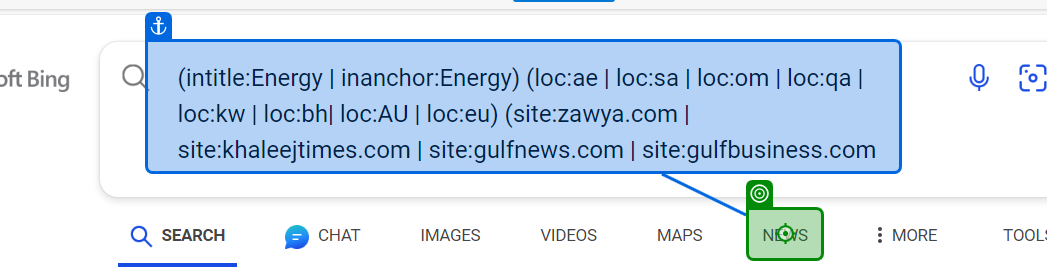 oft Bing
(intitle:Energy | inanchor:Energy) (loc:ae | loc:sa | loc:om | loc:qa |
loc:kw | loc:bh| loc:AU | loc:eu) (site:zawya.com |
site:khaleejtimes.com | site:gulfnews.com | site:gulfbusiness.com
SEARCH CHAT IMAGES VIDEOS MAPS NEWS MORE TOOLS